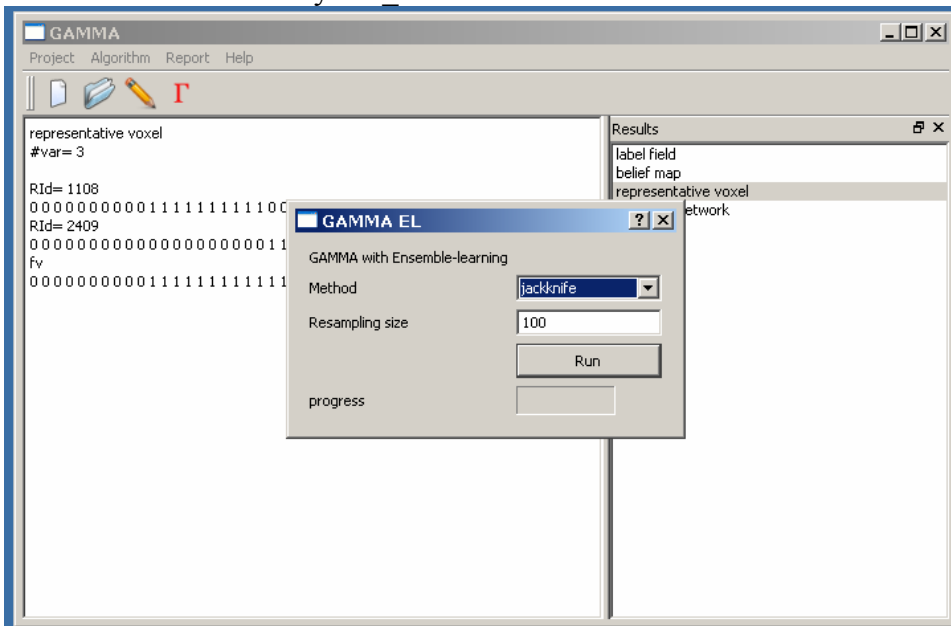 GAMMA
Project Algorithm Report Help
Γ
representative voxel
#var= 3
RId= 1108
0 0 0 0 0 0 0 0 0 0 1 1 1 1 1 1 1 1 1 1 0 0
RId= 2409
0 0 0 0 0 0 0 0 0 0 0 0 0 0 0 0 0 0 0 0 1 1
fv
0 0 0 0 0 0 0 0 0 0 1 1 1 1 1 1 1 1 1 1 1 1
Results
label field
belief map
representative voxel
etwork
GAMMA EL
GAMMA with Ensemble-learning
Method jackknife
Resampling size 100
Run
progress